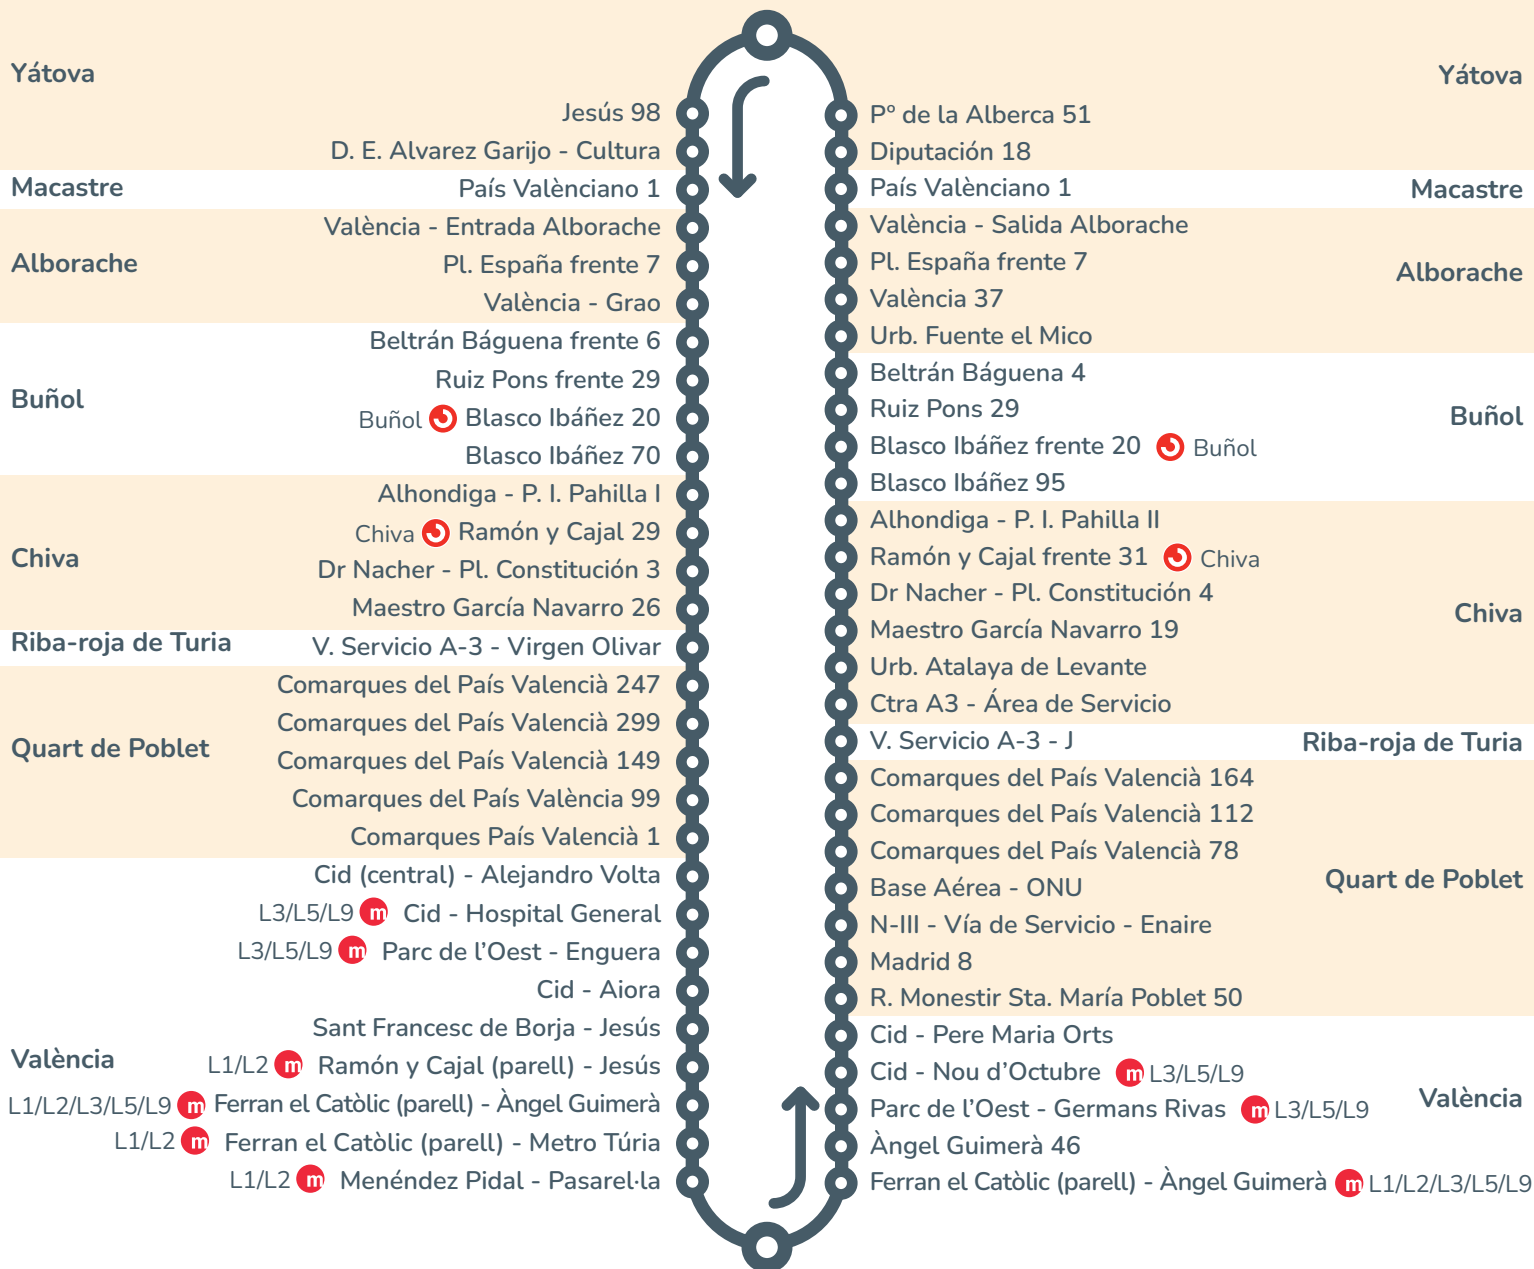 Yátova
Jesús 98
D. E. Alvarez Garijo - Cultura
Macastre
País Valènciano 1
València - Entrada Alborache
Alborache
Pl. España frente 7
València - Grao
Beltrán Báguena frente 6
Ruiz Pons frente 29
Buñol
Buñol Blasco Ibáñez 20
Blasco Ibáñez 70
Alhondiga - P. I. Pahilla I
Chiva Ramón y Cajal 29
Chiva
Dr Nacher - Pl. Constitución 3
Maestro García Navarro 26
Riba-roja de Turia
V. Servicio A-3 - Virgen Olivar
Comarques del País Valencià 247
Comarques del País Valencià 299
Quart de Poblet
Comarques del País Valencià 149
Comarques del País València 99
Comarques País Valencià 1
Cid (central) - Alejandro Volta
L3/L5/L9 m Cid - Hospital General
L3/L5/L9 m Parc de l'Oest - Enguera
Cid - Aiora
Sant Francesc de Borja - Jesús
València
L1/L2 m Ramón y Cajal (parell) - Jesús
L1/L2/L3/L5/L9 m Ferran el Catòlic (parell) - Àngel Guimerà
L1/L2 m Ferran el Catòlic (parell) - Metro Túria
L1/L2 m Menéndez Pidal - Pasarel·la
Yátova
Pº de la Alberca 51
Diputación 18
País Valènciano 1
Macastre
València - Salida Alborache
Pl. España frente 7
Alborache
València 37
Urb. Fuente el Mico
Beltrán Báguena 4
Ruiz Pons 29
Buñol
Blasco Ibáñez frente 20 Buñol
Blasco Ibáñez 95
Alhondiga - P. I. Pahilla II
Ramón y Cajal frente 31 Chiva
Dr Nacher - Pl. Constitución 4
Chiva
Maestro García Navarro 19
Urb. Atalaya de Levante
Ctra A3 - Área de Servicio
V. Servicio A-3 - J
Riba-roja de Turia
Comarques del País Valencià 164
Comarques del País Valencià 112
Comarques del País Valencià 78
Quart de Poblet
Base Aérea - ONU
N-III - Vía de Servicio - Enaire
Madrid 8
R. Monestir Sta. María Poblet 50
Cid - Pere Maria Orts
Cid - Nou d'Octubre m L3/L5/L9
València
Parc de l'Oest - Germans Rivas m L3/L5/L9
Àngel Guimerà 46
Ferran el Catòlic (parell) - Àngel Guimerà m L1/L2/L3/L5/L9